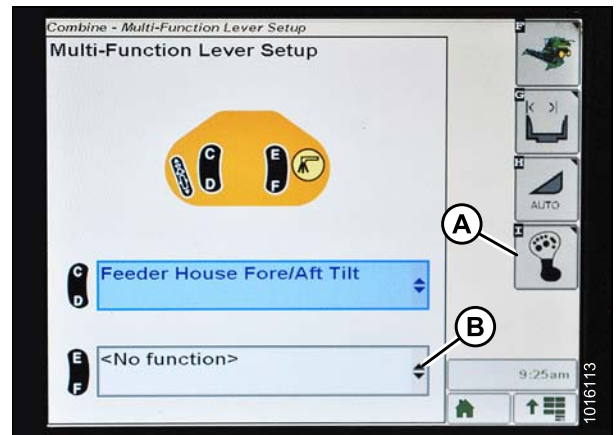 Combine - Multi-Function Lever Setup
Multi-Function Lever Setup
F
G
H
AUTO
I
A
C
D
E
F
C
D
Feeder House Fore/Aft Tilt
B
E
F
<No function>
9:25am
1016113